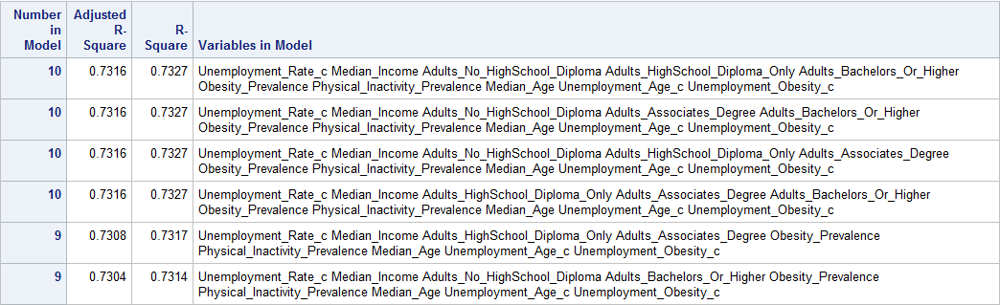 Number in Model Adjusted R-Square R-Square Variables in Model
10 0.7316 0.7327 Unemployment_Rate_c Median_Income Adults_No_HighSchool_Diploma Adults_HighSchool_Diploma_Only Adults_Bachelors_Or_Higher
Obesity_Prevalence Physical_Inactivity_Prevalence Median_Age Unemployment_Age_c Unemployment_Obesity_c
10 0.7316 0.7327 Unemployment_Rate_c Median_Income Adults_No_HighSchool_Diploma Adults_Associates_Degree Adults_Bachelors_Or_Higher
Obesity_Prevalence Physical_Inactivity_Prevalence Median_Age Unemployment_Age_c Unemployment_Obesity_c
10 0.7316 0.7327 Unemployment_Rate_c Median_Income Adults_No_HighSchool_Diploma Adults_HighSchool_Diploma_Only Adults_Associates_Degree
Obesity_Prevalence Physical_Inactivity_Prevalence Median_Age Unemployment_Age_c Unemployment_Obesity_c
10 0.7316 0.7327 Unemployment_Rate_c Median_Income Adults_HighSchool_Diploma_Only Adults_Associates_Degree Adults_Bachelors_Or_Higher
Obesity_Prevalence Physical_Inactivity_Prevalence Median_Age Unemployment_Age_c Unemployment_Obesity_c
9 0.7308 0.7317 Unemployment_Rate_c Median_Income Adults_HighSchool_Diploma_Only Adults_Associates_Degree Obesity_Prevalence
Physical_Inactivity_Prevalence Median_Age Unemployment_Age_c Unemployment_Obesity_c
9 0.7304 0.7314 Unemployment_Rate_c Median_Income Adults_No_HighSchool_Diploma Adults_Bachelors_Or_Higher Obesity_Prevalence
Physical_Inactivity_Prevalence Median_Age Unemployment_Age_c Unemployment_Obesity_c